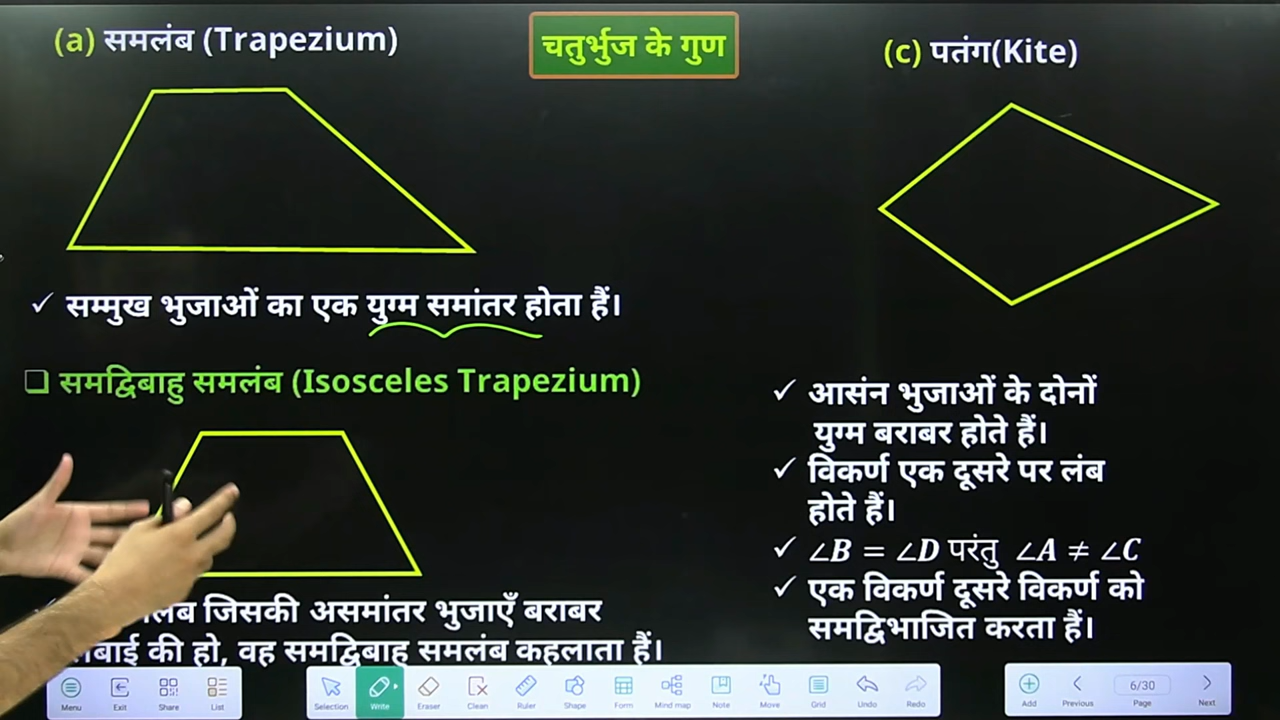 (a) समलंब (Trapezium)
चतुर्भुज के गुण
(c) पतंग(Kite)
✓ सम्मुख भुजाओं का एक युग्म समांतर होता हैं।
❑ समद्विबाहु समलंब (Isosceles Trapezium)
जिसकी असमांतर भुजाएँ बराबर
की हो, वह समद्विबाहु समलंब कहलाता हैं।
✓ आसंन भुजाओं के दोनों
युग्म बराबर होते हैं।
✓ विकर्ण एक दूसरे पर लंब
होते हैं।
✓ ∠B = ∠D परंतु ∠A ≠ ∠C
✓ एक विकर्ण दूसरे विकर्ण को
समद्विभाजित करता हैं।
Menu Exit Share List Selection Write Eraser Clean Ruler Shape Form Mind map Note Move Grid Undo Redo Add Previous 6/30 Page Next